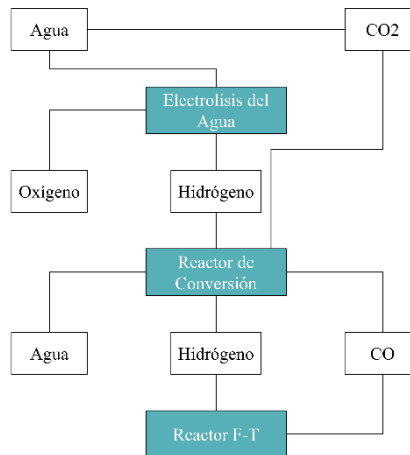 Agua
CO2
Electrolisis del
Agua
Oxígeno
Hidrógeno
Reactor de
Conversión
Agua
Hidrógeno
CO
Reactor F-T